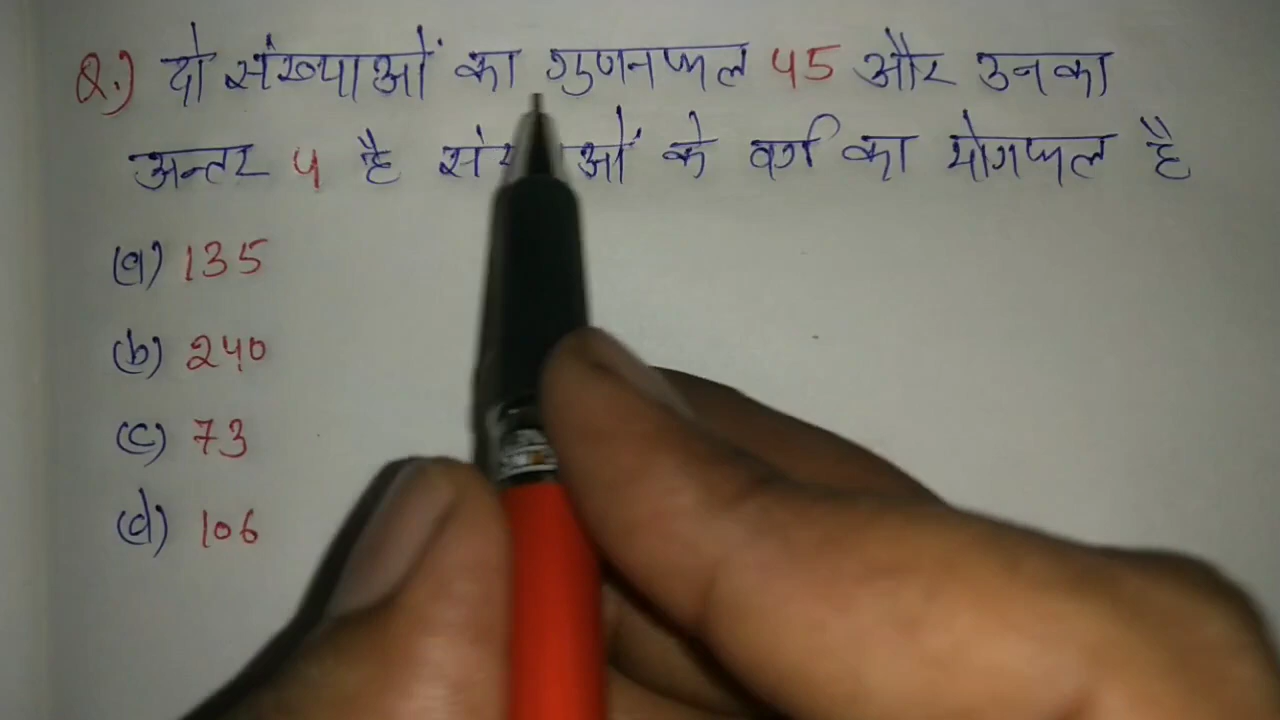 Q.) दो संख्याओं का गुणनफल 45 और उनका
अन्तर 4 है के वर्ग का योगफल है
(a) 135
(b) 240
(c) 73
(d) 106